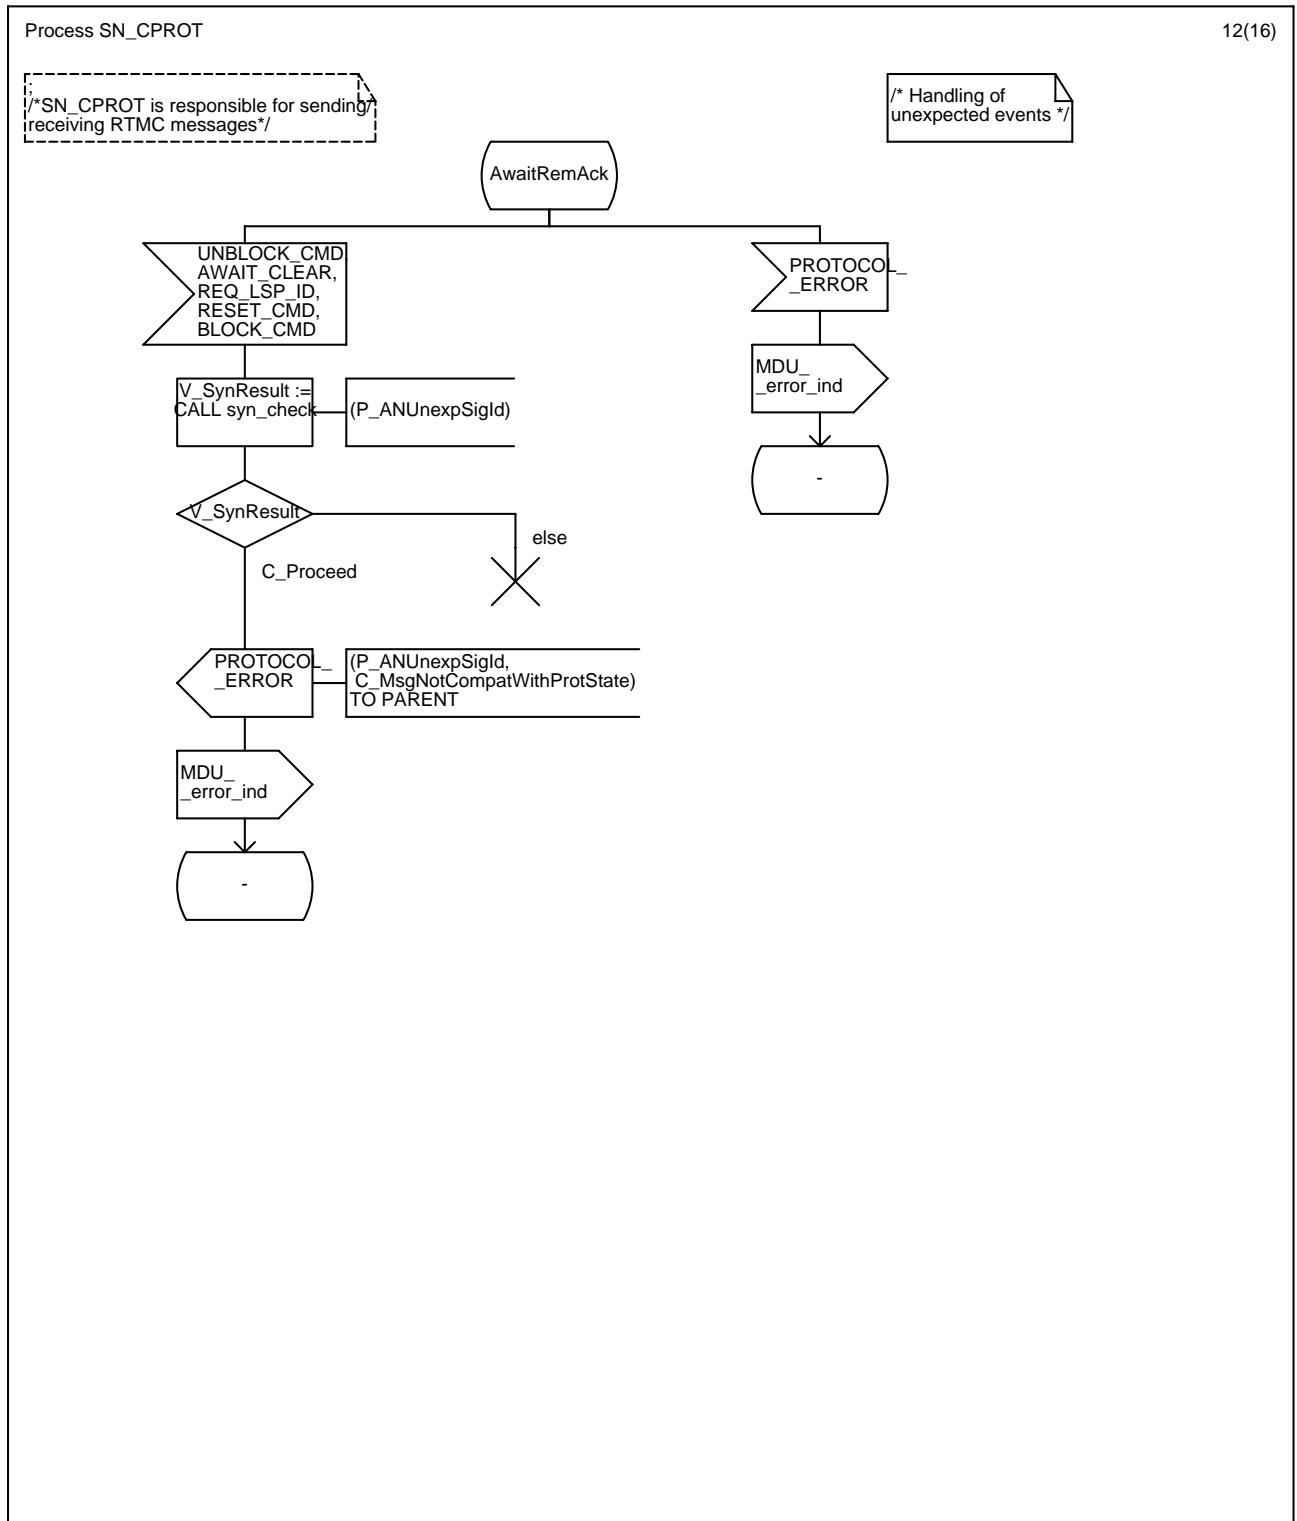 Process SN_CPROT
12(16)
;
/*SN_CPROT is responsible for sending/
receiving RTMC messages*/
/* Handling of
unexpected events */
AwaitRemAck
UNBLOCK_CMD,
AWAIT_CLEAR,
REQ_LSP_ID,
RESET_CMD,
BLOCK_CMD
PROTOCOL_
_ERROR
MDU_
_error_ind
-
V_SynResult :=
CALL syn_check
(P_ANUnexpSigId)
V_SynResult
else
C_Proceed
PROTOCOL_
_ERROR
(P_ANUnexpSigId,
C_MsgNotCompatWithProtState)
TO PARENT
MDU_
_error_ind
-